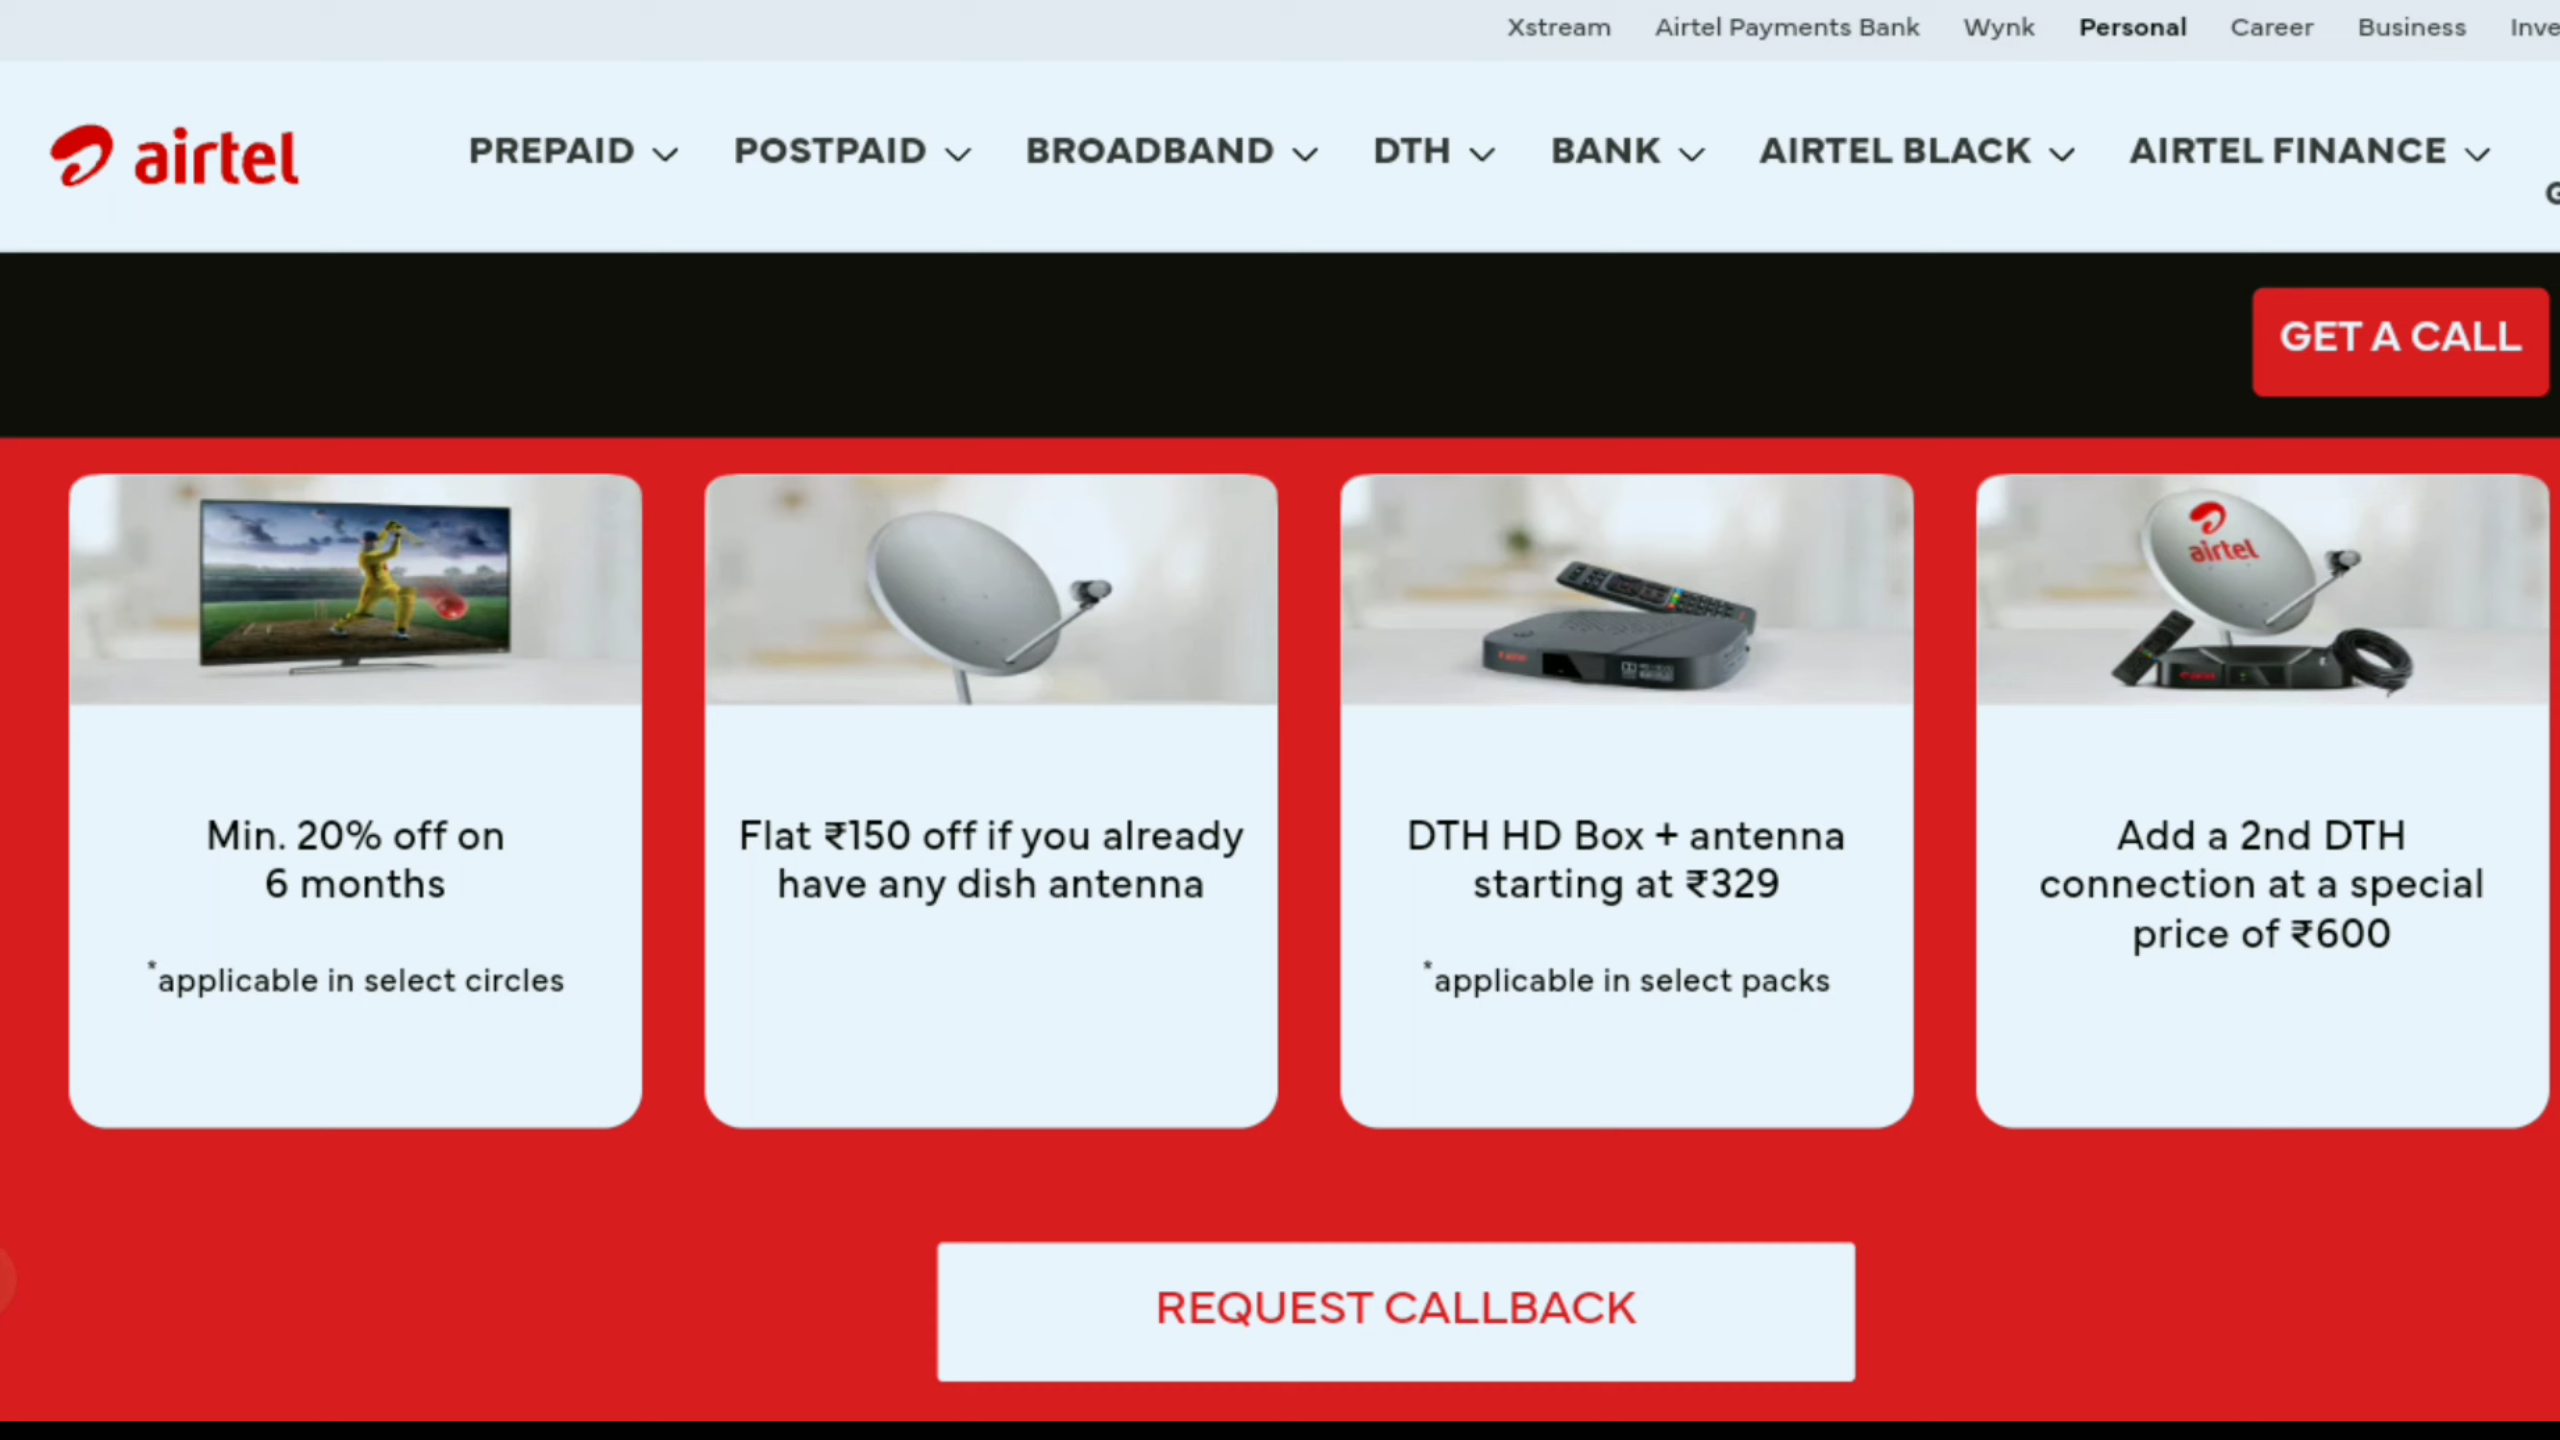 Xstream Airtel Payments Bank Wynk Personal Career Business
airtel PREPAID POSTPAID BROADBAND DTH BANK AIRTEL BLACK AIRTEL FINANCE
GET A CALL
airtel
Min. 20% off on
6 months
*applicable in select circles
Flat ₹150 off if you already
have any dish antenna
DTH HD Box + antenna
starting at ₹329
*applicable in select packs
Add a 2nd DTH
connection at a special
price of ₹600
REQUEST CALLBACK